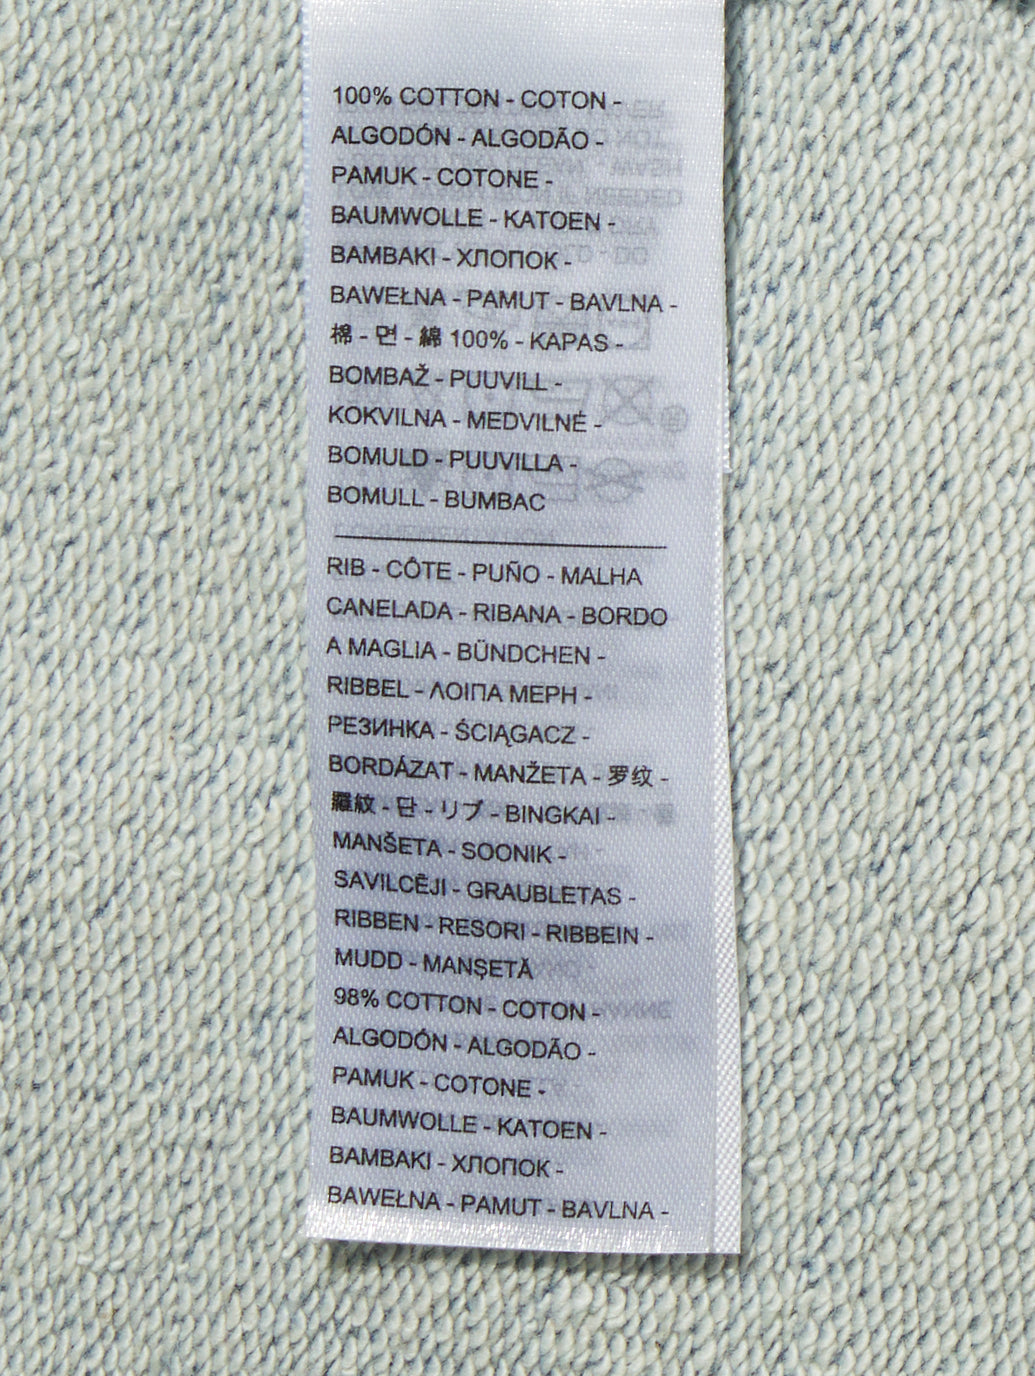 100% COTTON - COTON -
ALGODÓN - ALGODÃO -
PAMUK - COTONE -
BAUMWOLLE - KATOEN -
BAMBAKI - ХЛОПОК -
BAWEŁNA - PAMUT - BAVLNA -
棉 - 면 - 綿 100% - KAPAS -
BOMBAŽ - PUUVILL -
KOKVILNA - MEDVILNÉ -
BOMULD - PUUVILLA -
BOMULL - BUMBAC
RIB - CÔTE - PUÑO - MALHA
CANELADA - RIBANA - BORDO
A MAGLIA - BÜNDCHEN -
RIBBEL - ΛΟΙΠΑ ΜΕΡΗ -
РЕЗИНКА - ŚCIĄGACZ -
BORDÁZAT - MANŽETA - 罗纹 -
羅紋 - 단 - リブ - BINGKAI -
MANŠETA - SOONIK -
SAVILCĒJI - GRAUBLETAS -
RIBBEN - RESORI - RIBBEIN -
MUDD - MANȘETĂ
98% COTTON - COTON -
ALGODÓN - ALGODÃO -
PAMUK - COTONE -
BAUMWOLLE - KATOEN -
BAMBAKI - ХЛОПОК -
BAWEŁNA - PAMUT - BAVLNA -